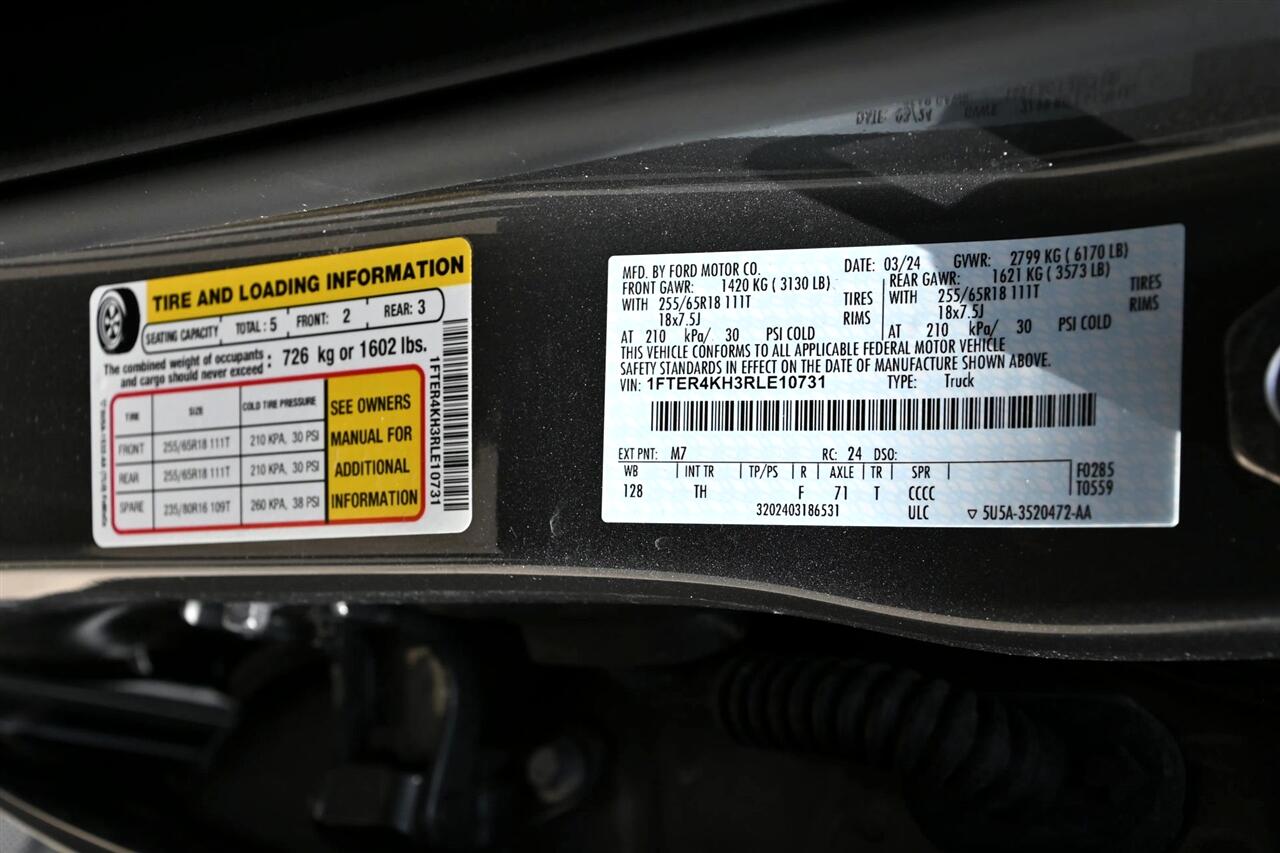 TIRE AND LOADING INFORMATION
SEATING CAPACITY TOTAL : 5 FRONT: 2 REAR: 3
The combined weight of occupants and cargo should never exceed : 726 kg or 1602 lbs.
TIRE SIZE COLD TIRE PRESSURE
FRONT 255/65R18 111T 210 KPA, 30 PSI
REAR 255/65R18 111T 210 KPA, 30 PSI
SPARE 235/80R16 109T 260 KPA, 38 PSI
SEE OWNERS
MANUAL FOR
ADDITIONAL
INFORMATION
1FTER4KH3RLE10731
MFD. BY FORD MOTOR CO. DATE: 03/24 GVWR: 2799 KG ( 6170 LB)
FRONT GAWR: 1420 KG ( 3130 LB) REAR GAWR: 1621 KG ( 3573 LB)
WITH 255/65R18 111T TIRES WITH 255/65R18 111T TIRES
18x7.5J RIMS 18x7.5J RIMS
AT 210 kPa/ 30 PSI COLD AT 210 kPa/ 30 PSI COLD
THIS VEHICLE CONFORMS TO ALL APPLICABLE FEDERAL MOTOR VEHICLE
SAFETY STANDARDS IN EFFECT ON THE DATE OF MANUFACTURE SHOWN ABOVE.
VIN: 1FTER4KH3RLE10731 TYPE: Truck
EXT PNT: M7 RC: 24 DSO:
WB INT TR TP/PS R AXLE TR SPR F0285
128 TH F 71 T CCCC T0559
3202403186531 ULC ▽ 5U5A-3520472-AA